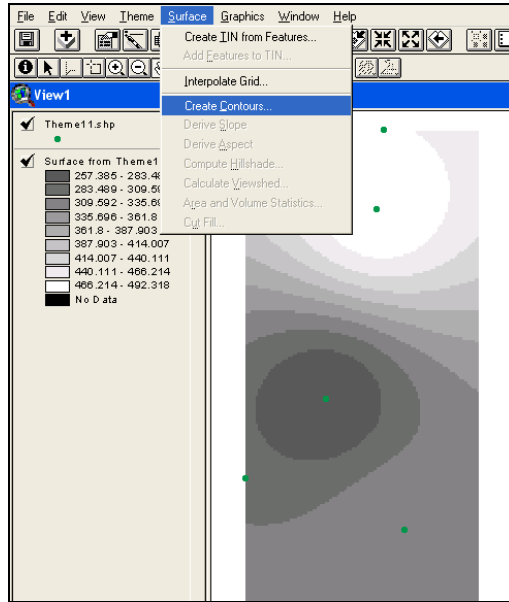 File Edit View Theme Surface Graphics Window Help
Create TIN from Features...
Add Features to TIN...
Interpolate Grid...
Create Contours...
Derive Slope
Derive Aspect
Compute Hillshade...
Calculate Viewshed...
Area and Volume Statistics...
Cut Fill...
View1
Theme11.shp
Surface from Theme1
257.385 - 283.48
283.489 - 309.59
309.592 - 335.69
335.696 - 361.8
361.8 - 387.903
387.903 - 414.007
414.007 - 440.111
440.111 - 466.214
466.214 - 492.318
No Data